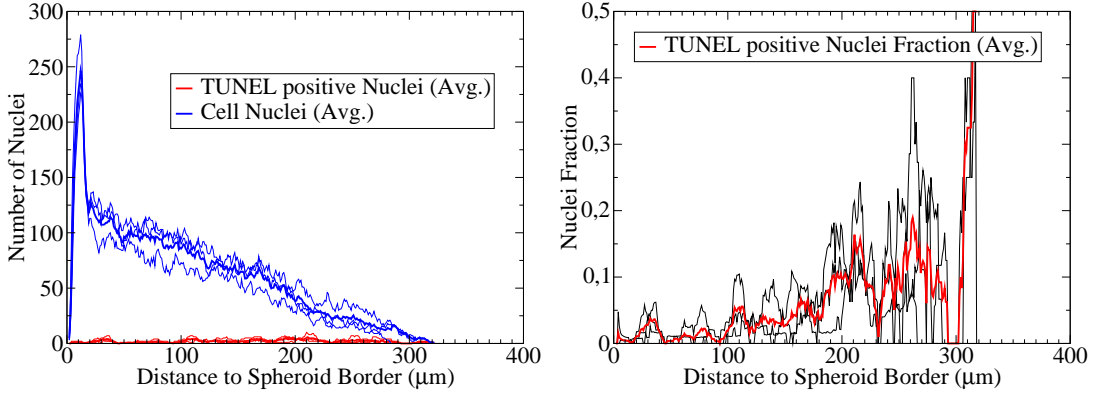 300
250
200
150
100
50
0
Number of Nuclei
TUNEL positive Nuclei (Avg.)
Cell Nuclei (Avg.)
0 100 200 300 400
Distance to Spheroid Border (μm)
0,5
0,4
0,3
0,2
0,1
0
Nuclei Fraction
TUNEL positive Nuclei Fraction (Avg.)
0 100 200 300 400
Distance to Spheroid Border (μm)